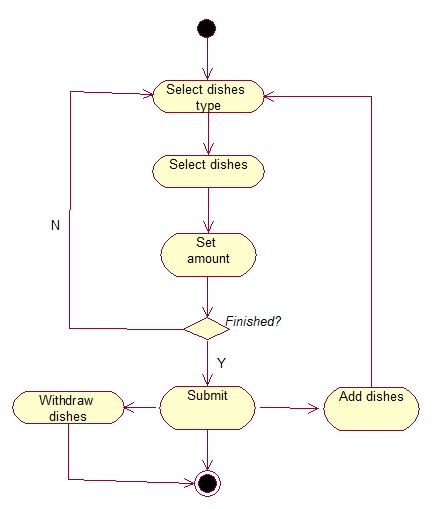 Select dishes
type
Select dishes
Set
amount
N
Finished?
Y
Withdraw
dishes
Submit
Add dishes